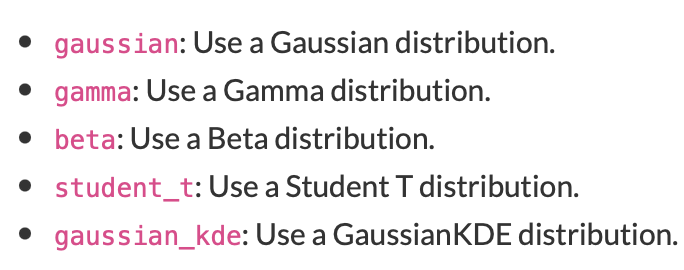 • gaussian: Use a Gaussian distribution.
• gamma: Use a Gamma distribution.
• beta: Use a Beta distribution.
• student_t: Use a Student T distribution.
• gaussian_kde: Use a GaussianKDE distribution.